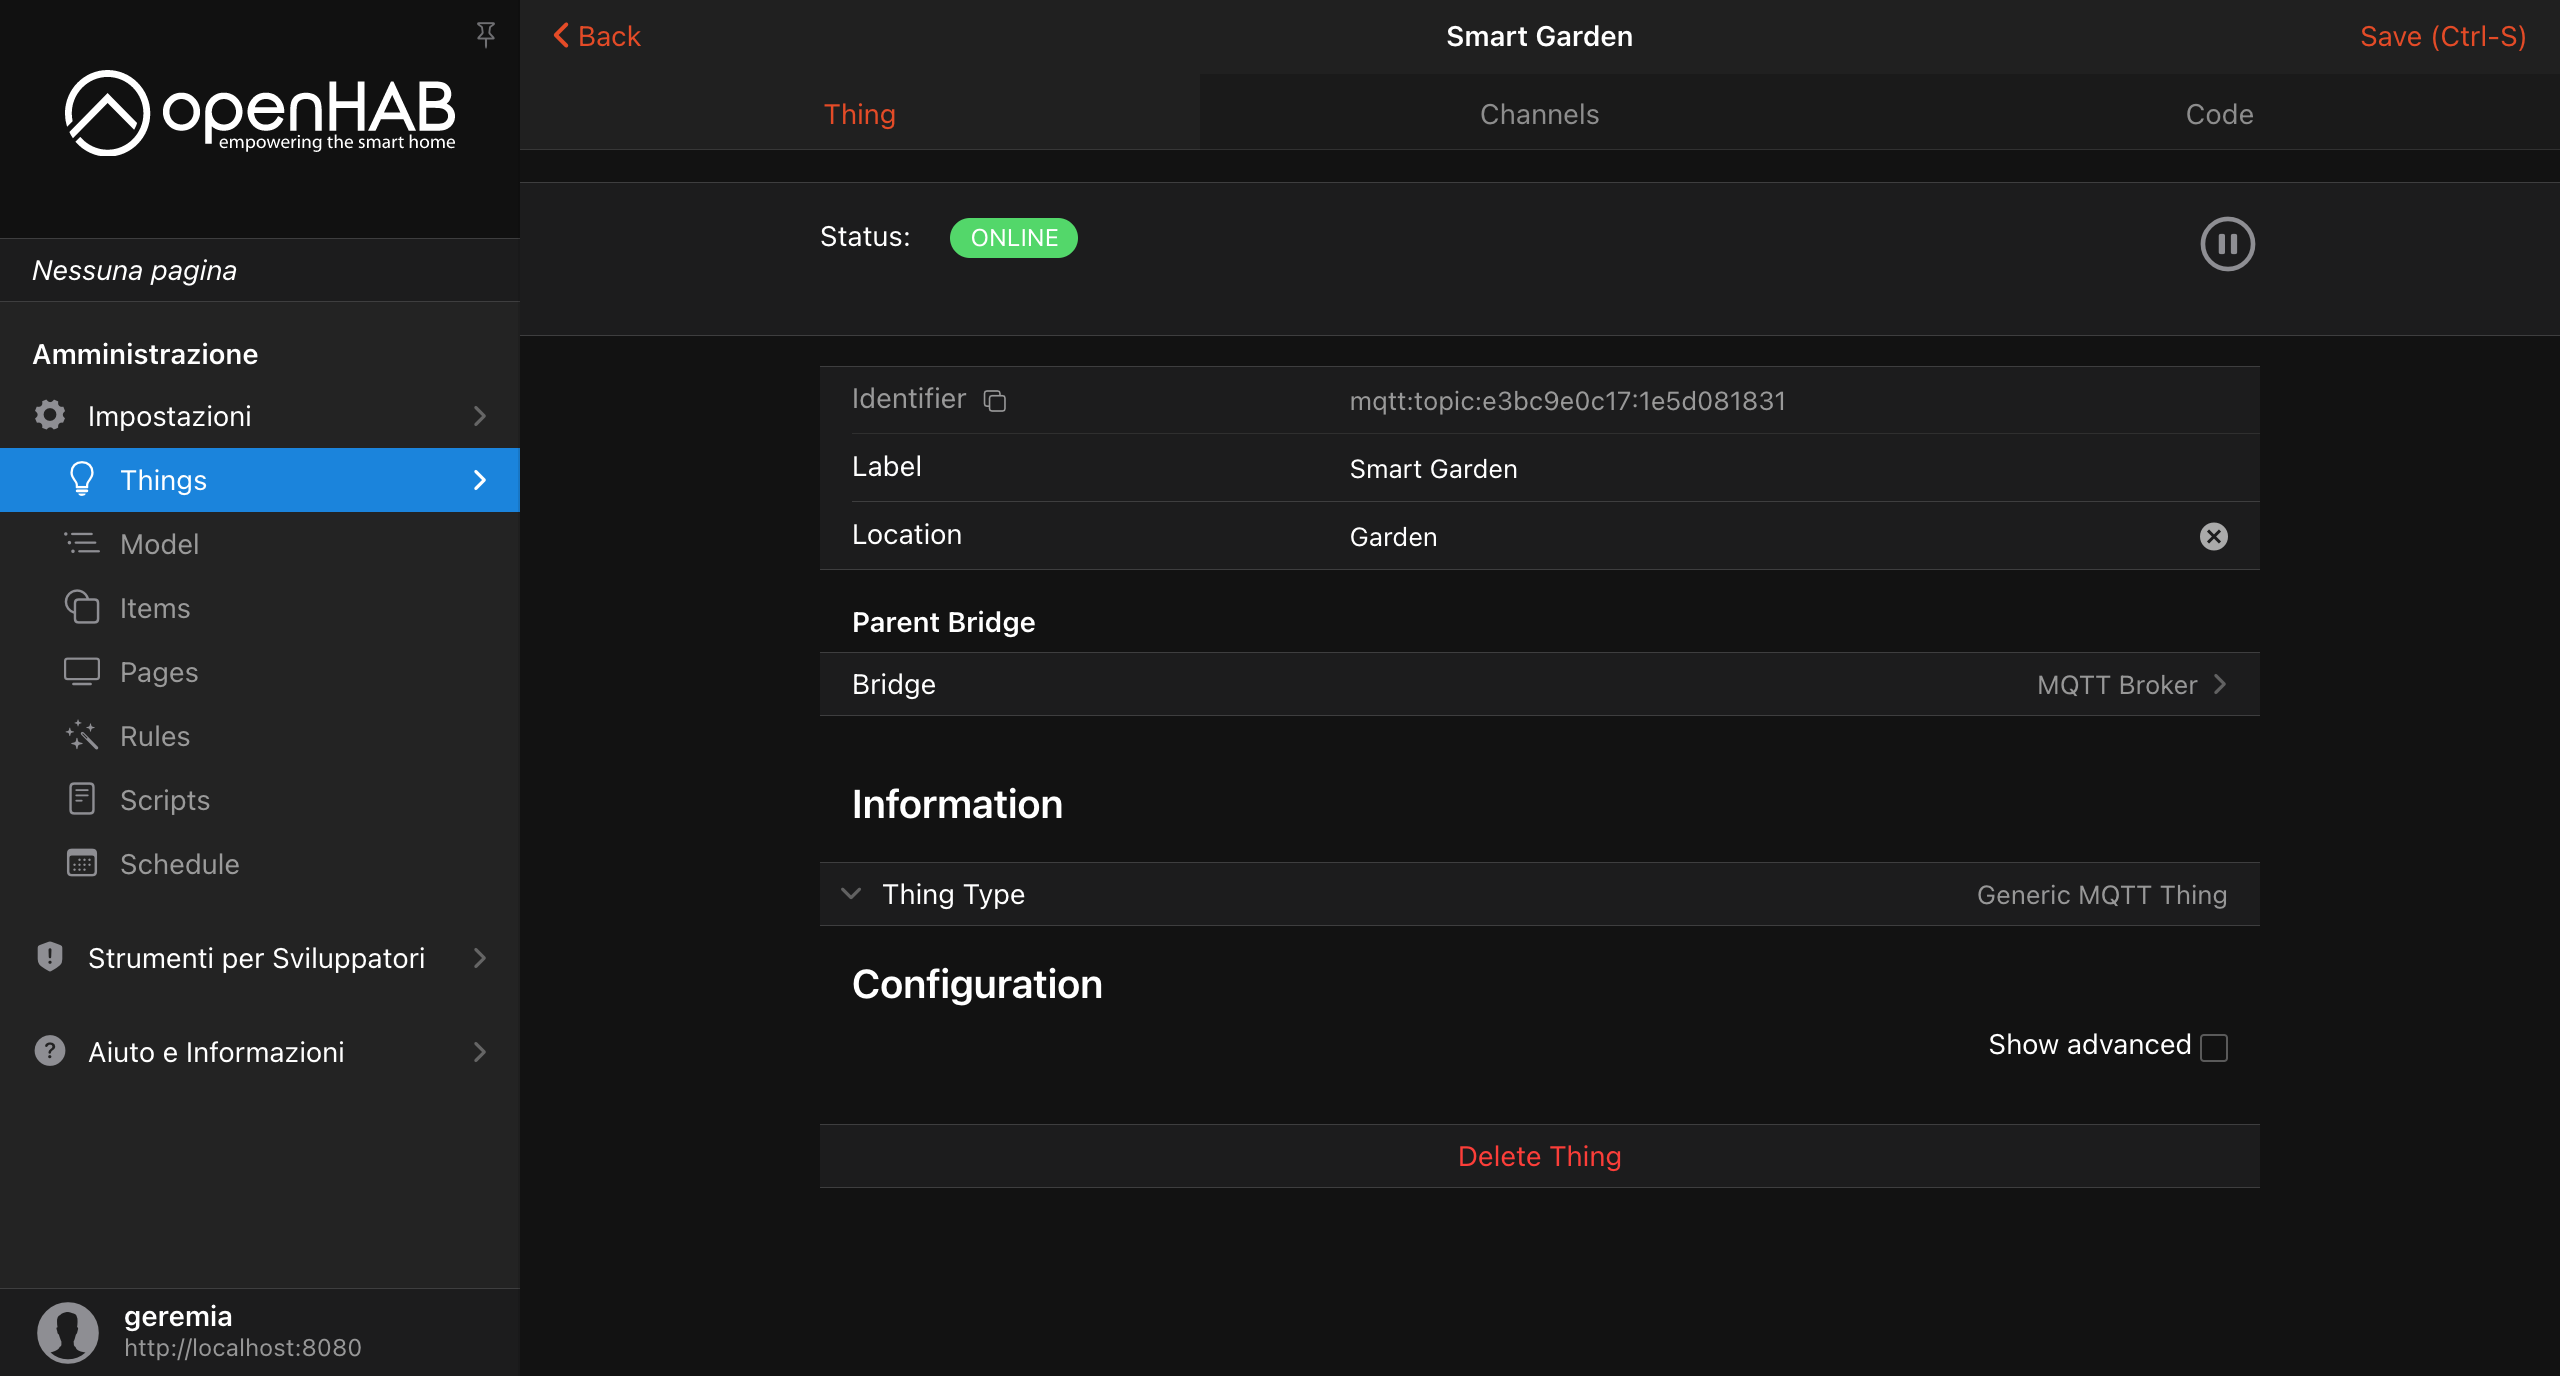 openHAB
empowering the smart home
Nessuna pagina
Amministrazione
Impostazioni
Things
Model
Items
Pages
Rules
Scripts
Schedule
Strumenti per Sviluppatori
Aiuto e Informazioni
geremia
http://localhost:8080
Back
Smart Garden
Save (Ctrl-S)
Thing
Channels
Code
Status: ONLINE
Identifier mqtt:topic:e3bc9e0c17:1e5d081831
Label Smart Garden
Location Garden
Parent Bridge
Bridge MQTT Broker
Information
Thing Type Generic MQTT Thing
Configuration
Show advanced
Delete Thing